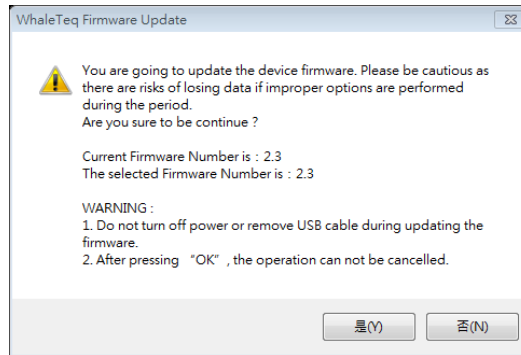 WhaleTeq Firmware Update
You are going to update the device firmware. Please be cautious as
there are risks of losing data if improper options are performed
during the period.
Are you sure to be continue ?
Current Firmware Number is : 2.3
The selected Firmware Number is : 2.3
WARNING :
1. Do not turn off power or remove USB cable during updating the
firmware.
2. After pressing “OK”, the operation can not be cancelled.
是(Y)
否(N)